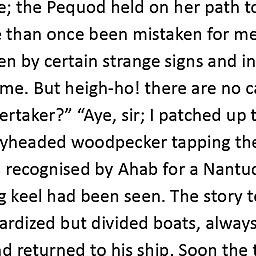 e; the Pequod held on her path to
than once been mistaken for me
en by certain strange signs and in
me. But heigh-ho! there are no ca
ertaker?” “Aye, sir; I patched up t
yheaded woodpecker tapping the
recognised by Ahab for a Nantuc
g keel had been seen. The story t
ardized but divided boats, always
nd returned to his ship. Soon the t